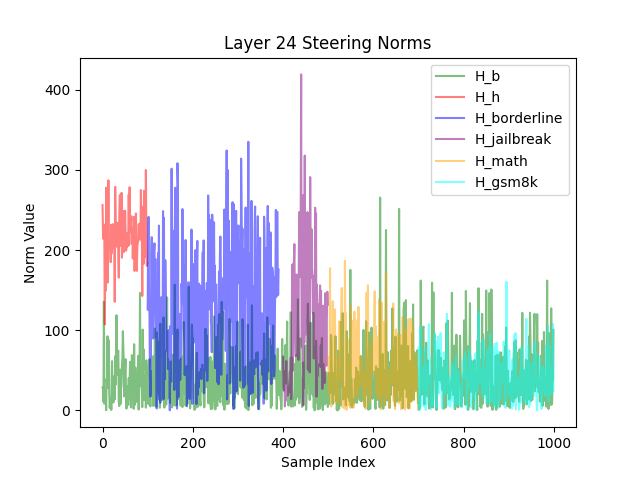 Layer 24 Steering Norms
H_b
H_h
H_borderline
H_jailbreak
H_math
H_gsm8k
Norm Value
400
300
200
100
0
0
200
400
600
800
1000
Sample Index